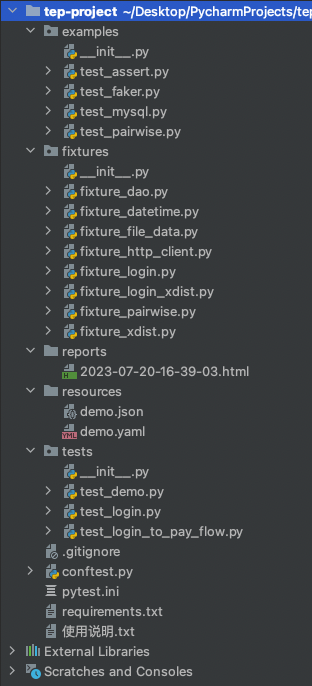 tep-project ~/Desktop/PycharmProjects/tep
examples
__init__.py
test_assert.py
test_faker.py
test_mysql.py
test_pairwise.py
fixtures
__init__.py
fixture_dao.py
fixture_datetime.py
fixture_file_data.py
fixture_http_client.py
fixture_login.py
fixture_login_xdist.py
fixture_pairwise.py
fixture_xdist.py
reports
2023-07-20-16-39-03.html
resources
demo.json
demo.yaml
tests
__init__.py
test_demo.py
test_login.py
test_login_to_pay_flow.py
.gitignore
conftest.py
pytest.ini
requirements.txt
使用说明.txt
External Libraries
Scratches and Consoles